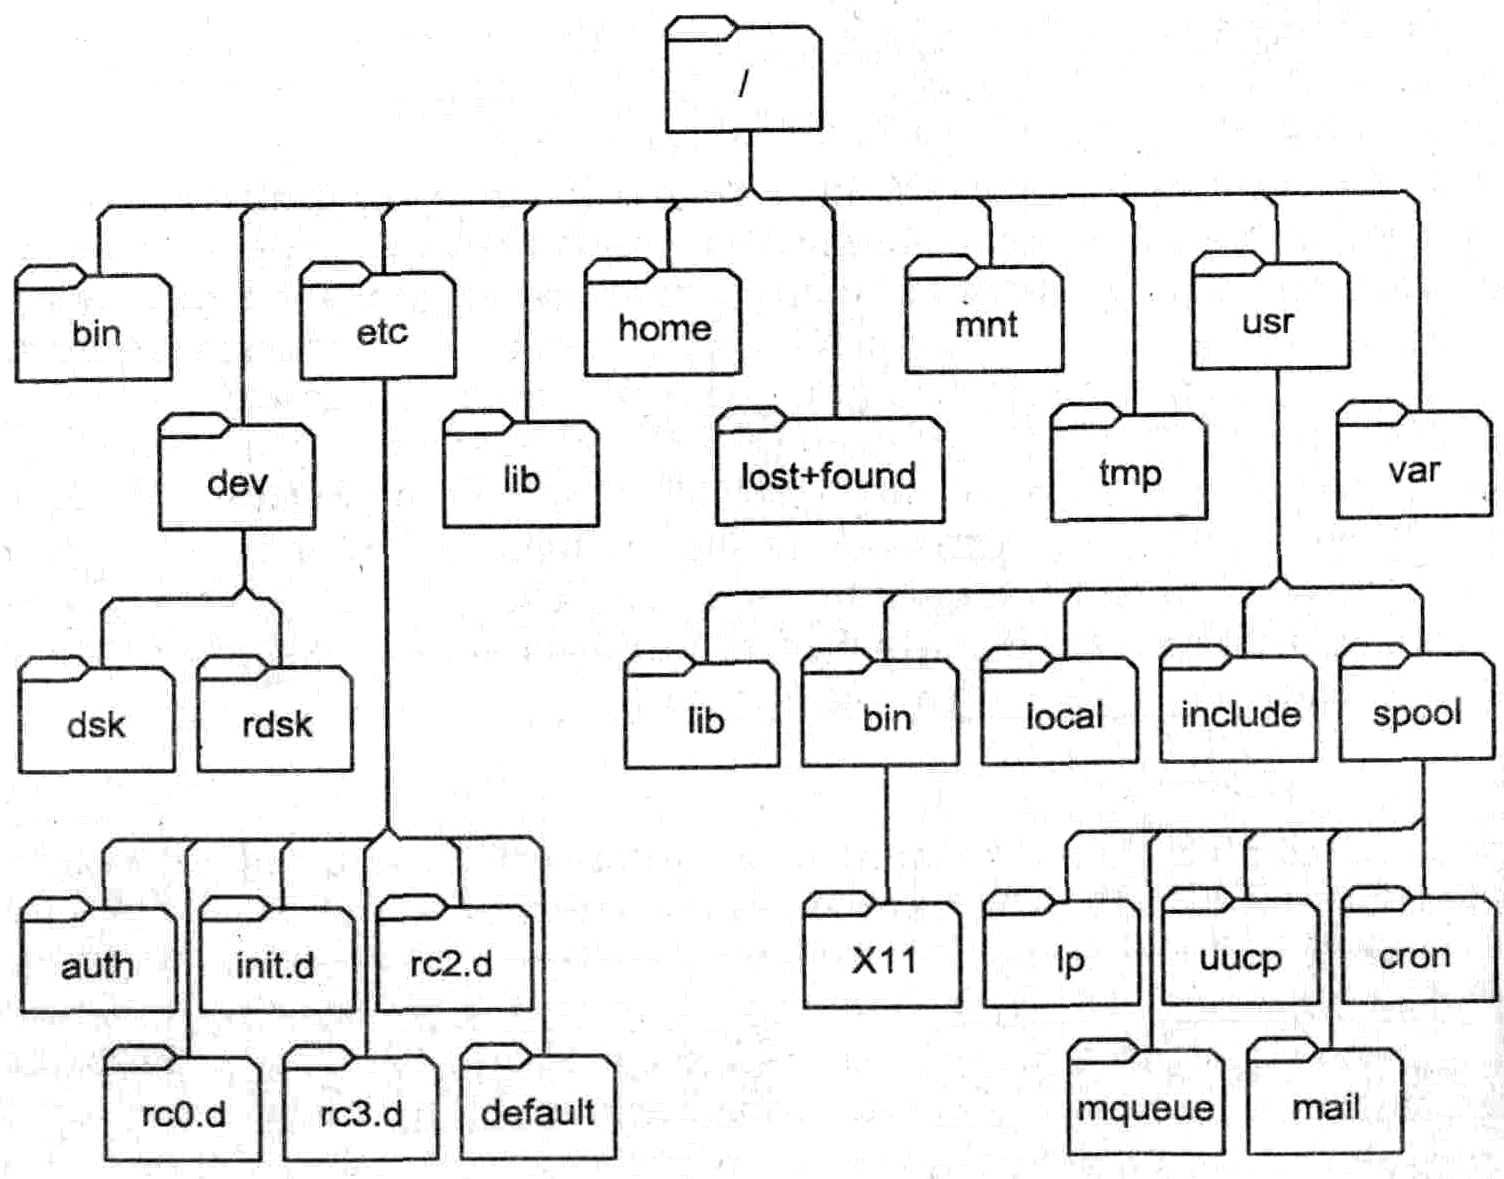 /
bin
etc
home
mnt
usr
dev
lib
lost+found
tmp
var
dsk
rdsk
lib
bin
local
include
spool
auth
init.d
rc2.d
X11
lp
uucp
cron
rc0.d
rc3.d
default
mqueue
mail